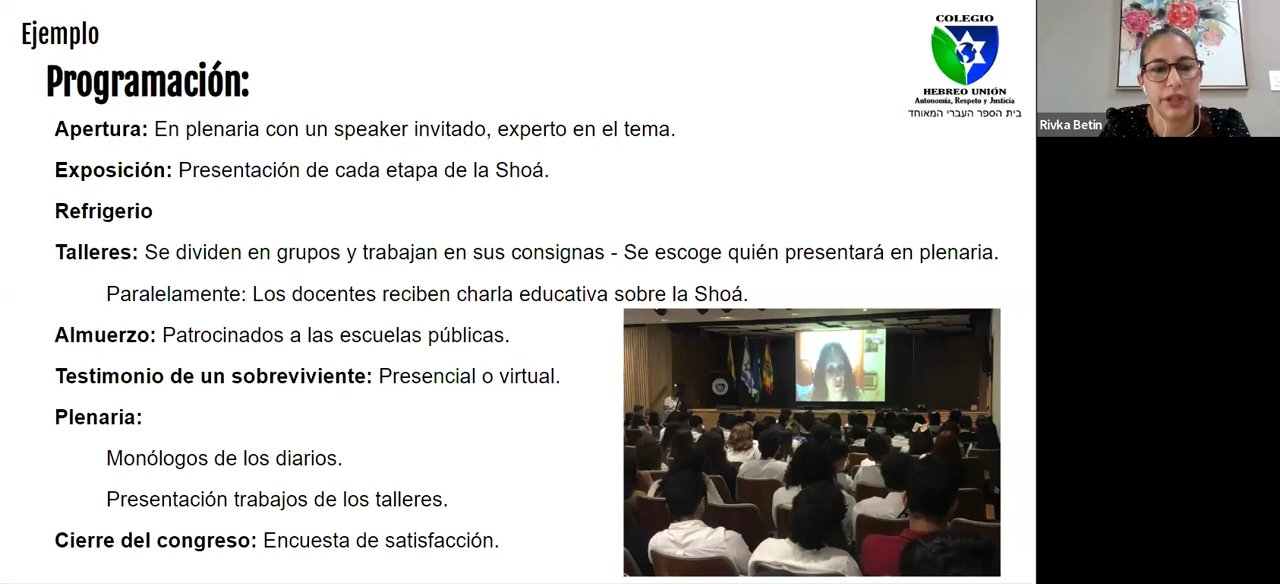 Ejemplo
Programación:
Apertura: En plenaria con un speaker invitado, experto en el tema.
Exposición: Presentación de cada etapa de la Shoá.
Refrigerio
Talleres: Se dividen en grupos y trabajan en sus consignas - Se escoge quién presentará en plenaria.
Paralelamente: Los docentes reciben charla educativa sobre la Shoá.
Almuerzo: Patrocinados a las escuelas públicas.
Testimonio de un sobreviviente: Presencial o virtual.
Plenaria:
Monólogos de los diarios.
Presentación trabajos de los talleres.
Cierre del congreso: Encuesta de satisfacción.
COLEGIO
HEBREO UNIÓN
Autonomía, Respeto y Justicia
בית הספר העברי המאוחד
Rivka Betin